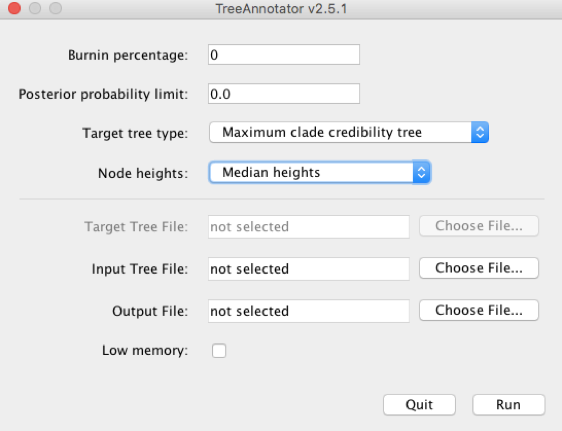 TreeAnnotator v2.5.1
Burnin percentage: 0
Posterior probability limit: 0.0
Target tree type: Maximum clade credibility tree
Node heights: Median heights
Target Tree File: not selected Choose File...
Input Tree File: not selected Choose File...
Output File: not selected Choose File...
Low memory:
Quit Run